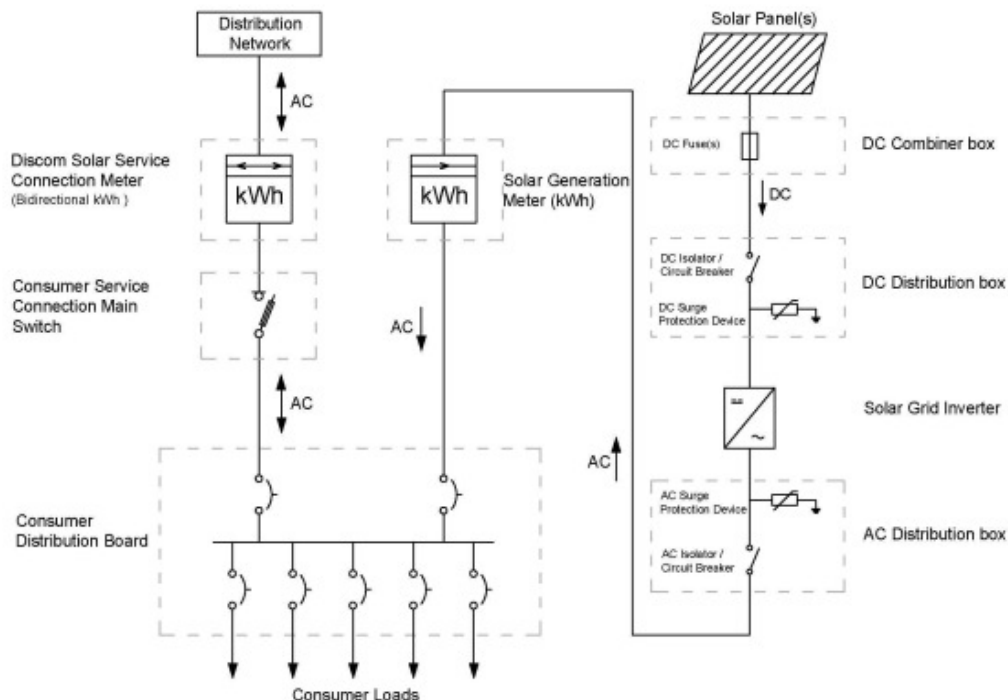 Distribution
Network
AC
Discom Solar Service
Connection Meter
(Bidirectional kWh )
kWh
Consumer Service
Connection Main
Switch
AC
Consumer
Distribution Board
Consumer Loads
kWh
Solar Generation
Meter (kWh)
AC
AC
Solar Panel(s)
DC Fuse(s)
DC Combiner box
DC
DC Isolator /
Circuit Breaker
DC Surge
Protection Device
DC Distribution box
Solar Grid Inverter
AC Surge
Protection Device
AC Isolator /
Circuit Breaker
AC Distribution box